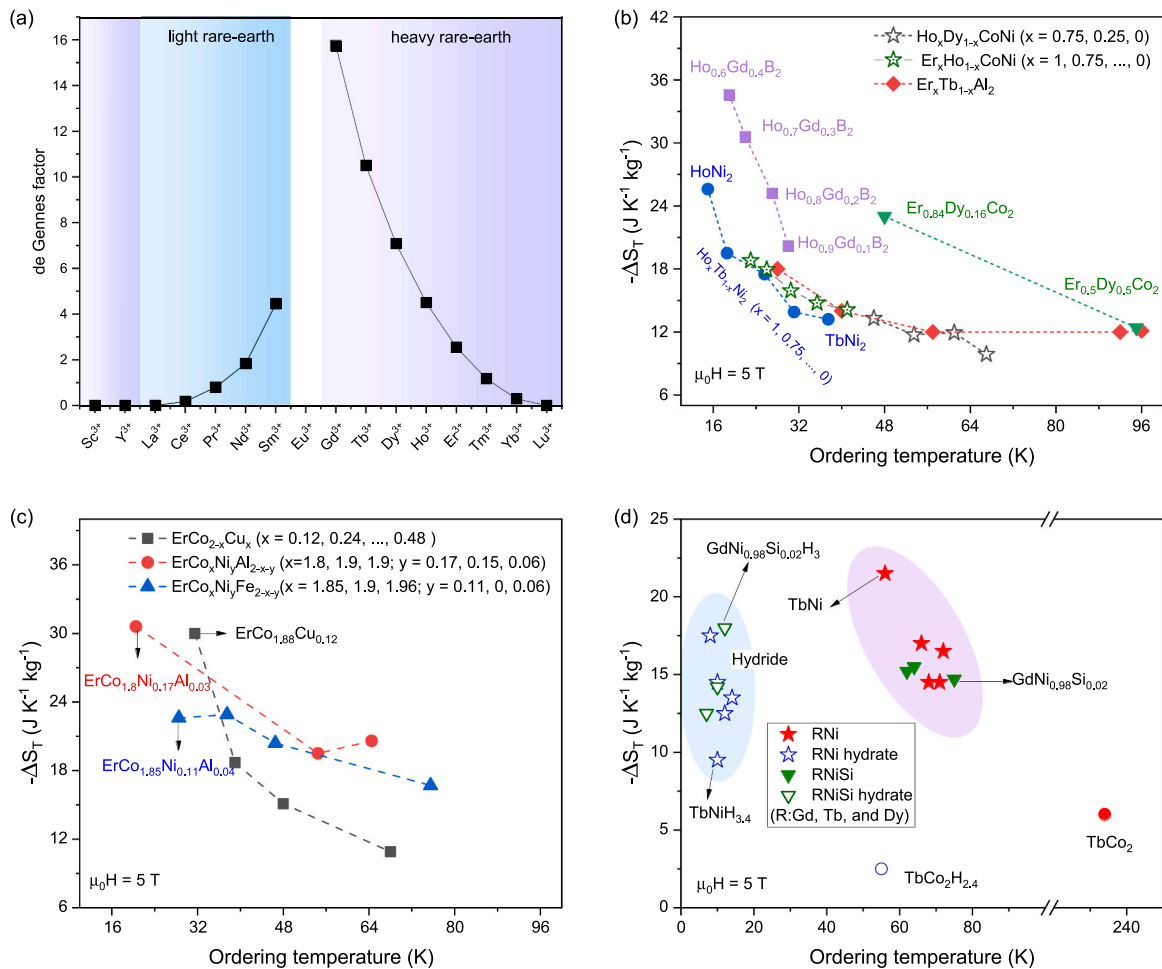 (a)
light rare-earth
heavy rare-earth
16
14
12
10
8
6
4
2
0
de Gennes factor
Sc³⁺
Y³⁺
La³⁺
Ce³⁺
Pr³⁺
Nd³⁺
Sm³⁺
Eu³⁺
Gd³⁺
Tb³⁺
Dy³⁺
Ho³⁺
Er³⁺
Tm³⁺
Yb³⁺
Lu³⁺
(b)
42
36
30
24
18
12
6
-ΔS_T (J K⁻¹ kg⁻¹)
HoₓDy₁₋ₓCoNi (x = 0.75, 0.25, 0)
ErₓHo₁₋ₓCoNi (x = 1, 0.75, ..., 0)
ErₓTb₁₋ₓAl₂
Ho₀.₆Gd₀.₄B₂
Ho₀.₇Gd₀.₃B₂
HoNi₂
Ho₀.₈Gd₀.₂B₂
Er₀.₈₄Dy₀.₁₆Co₂
Ho₀.₉Gd₀.₁B₂
HoₓTb₁₋ₓNi₂ (x = 1, 0,75, ..., 0)
Er₀.₅Dy₀.₅Co₂
TbNi₂
μ₀H = 5 T
16
32
48
64
80
96
Ordering temperature (K)
(c)
36
30
24
18
12
6
-ΔS_T (J K⁻¹ kg⁻¹)
ErCo₂₋ₓCuₓ (x = 0.12, 0.24, ..., 0.48 )
ErCoₓNi_yAl₂₋ₓ₋_y (x=1.8, 1.9, 1.9; y = 0.17, 0.15, 0.06)
ErCoₓNi_yFe₂₋ₓ₋_y(x = 1.85, 1.9, 1.96; y = 0.11, 0, 0.06)
ErCo₁.₈₈Cu₀.₁₂
ErCo₁.₈Ni₀.₁₇Al₀.₀₃
ErCo₁.₈₅Ni₀.₁₁Al₀.₀₄
μ₀H = 5 T
16
32
48
64
80
96
Ordering temperature (K)
(d)
25
20
15
10
5
0
-ΔS_T (J K⁻¹ kg⁻¹)
GdNi₀.₉₈Si₀.₀₂H₃
TbNi
Hydride
GdNi₀.₉₈Si₀.₀₂
RNi
RNi hydrate
RNiSi
RNiSi hydrate
(R:Gd, Tb, and Dy)
TbNiH₃.₄
TbCo₂
TbCo₂H₂.₄
μ₀H = 5 T
0
20
40
60
80
240
Ordering temperature (K)